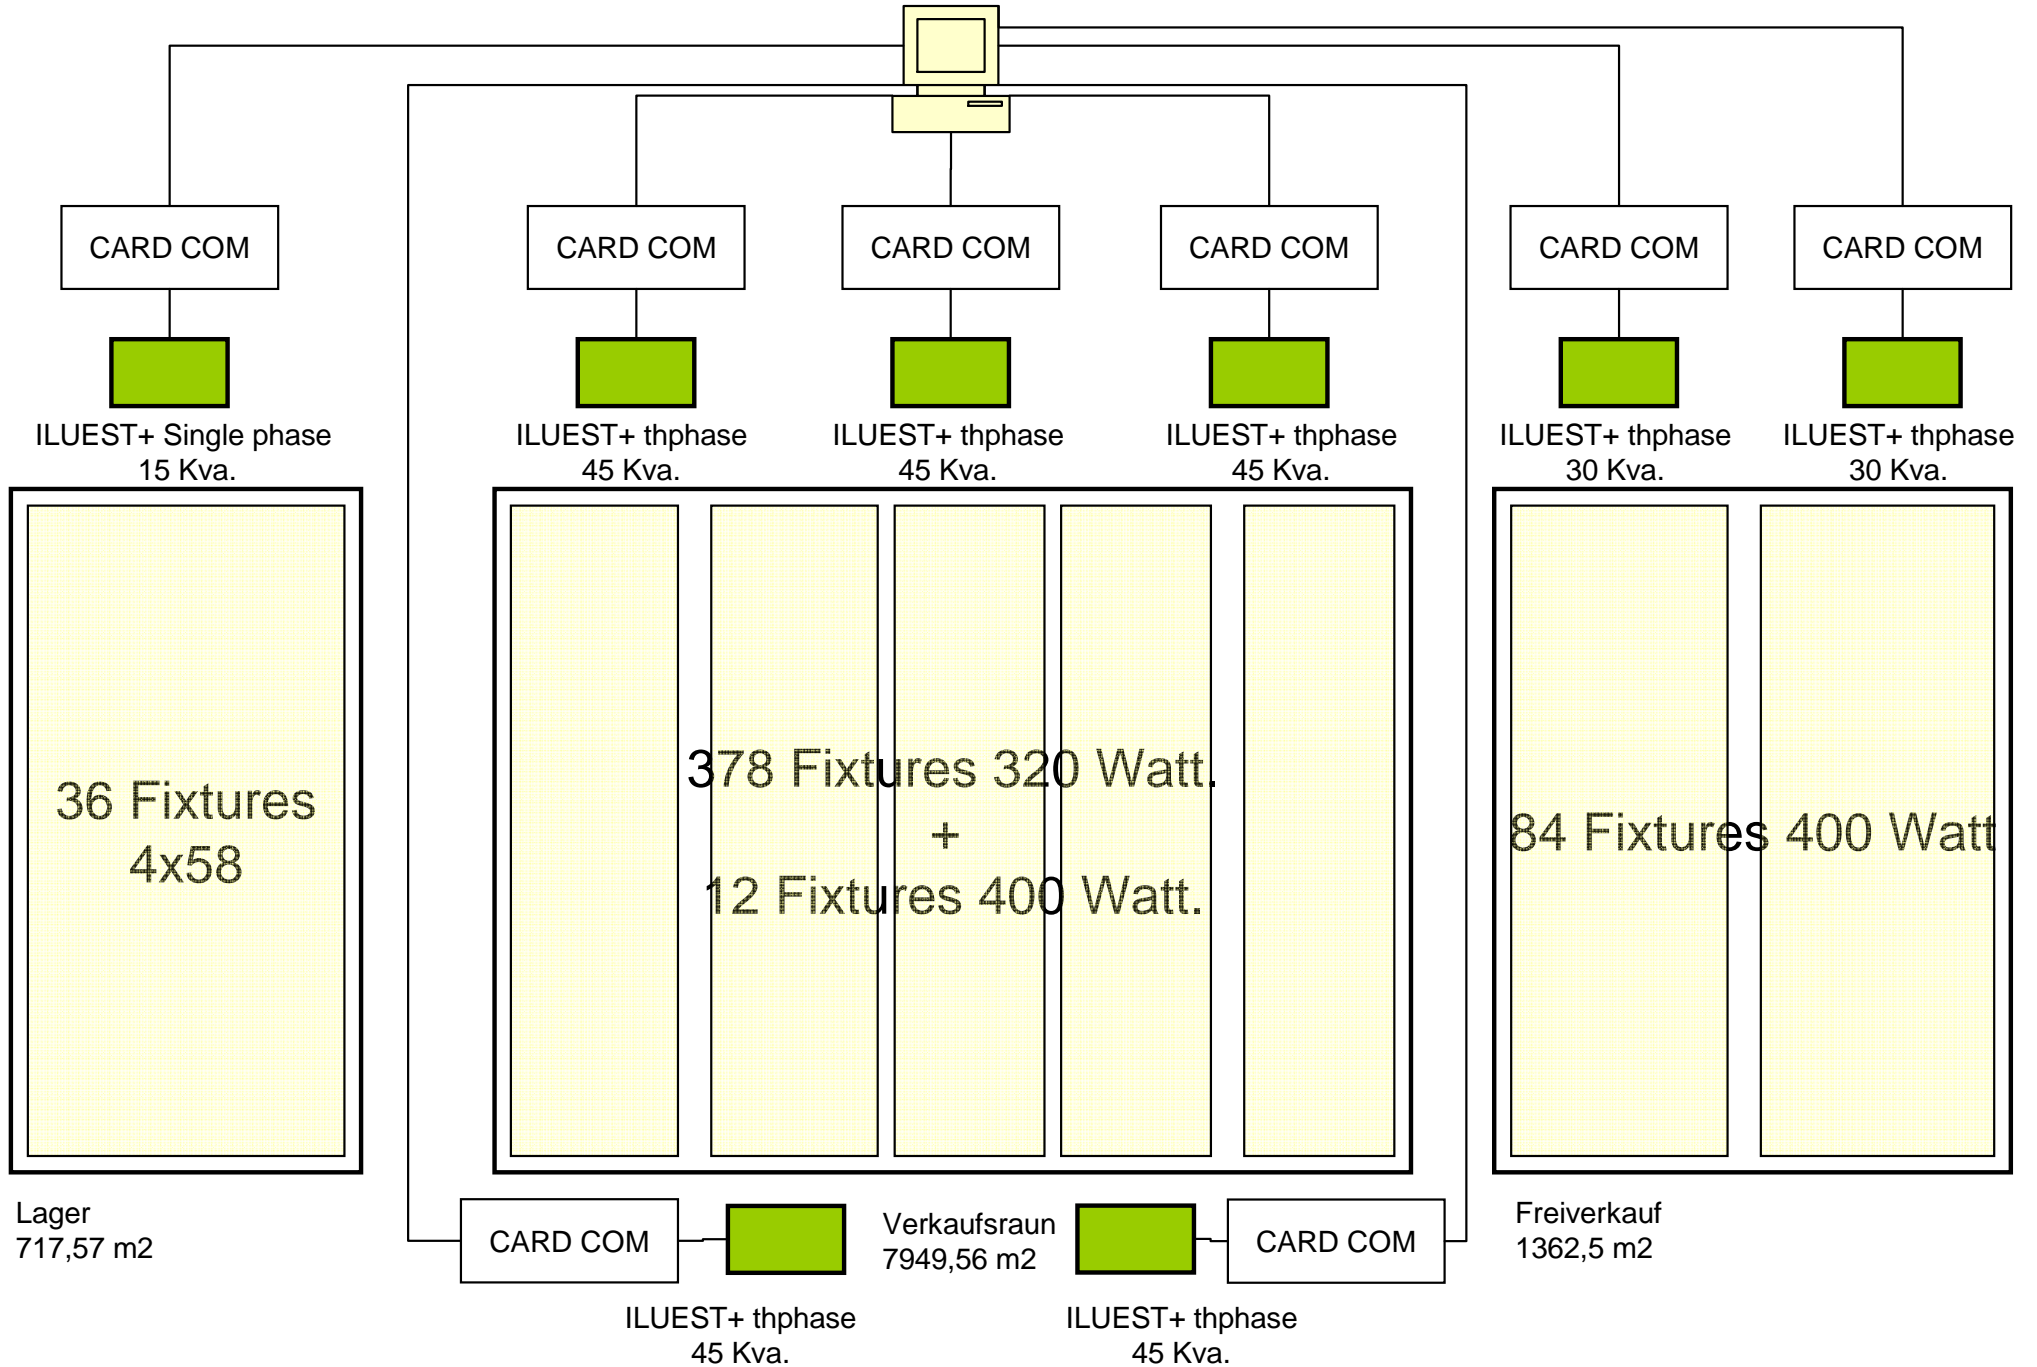 CARD COM
CARD COM
CARD COM
CARD COM
CARD COM
CARD COM
ILUEST+ Single phase
15 Kva.
ILUEST+ thphase
45 Kva.
ILUEST+ thphase
45 Kva.
ILUEST+ thphase
45 Kva.
ILUEST+ thphase
30 Kva.
ILUEST+ thphase
30 Kva.
36 Fixtures
4x58
378 Fixtures 320 Watt.
+
12 Fixtures 400 Watt.
84 Fixtures 400 Watt
Lager
717,57 m2
CARD COM
Verkaufsraun
7949,56 m2
CARD COM
Freiverkauf
1362,5 m2
ILUEST+ thphase
45 Kva.
ILUEST+ thphase
45 Kva.